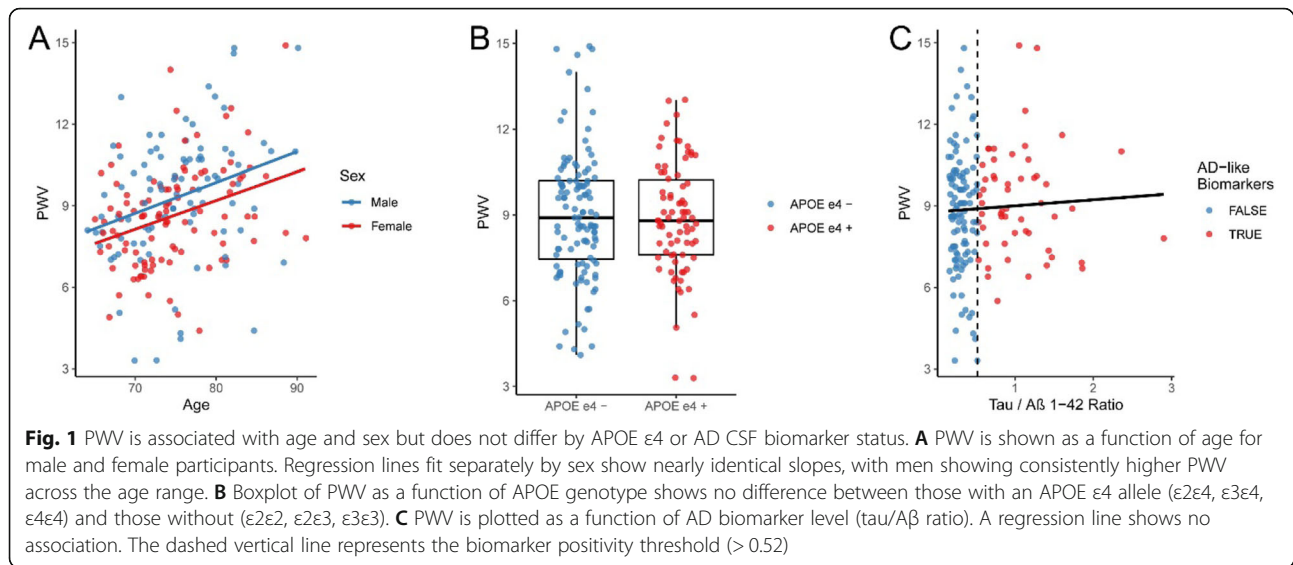 A
15
12
9
6
3
PWV
70
80
90
Age
Sex
Male
Female
B
15
12
9
6
3
PWV
APOE e4 −
APOE e4 +
APOE e4 −
APOE e4 +
C
15
12
9
6
3
PWV
1
2
3
Tau / Aß 1−42 Ratio
AD−like
Biomarkers
FALSE
TRUE
Fig. 1 PWV is associated with age and sex but does not differ by APOE ε4 or AD CSF biomarker status. A PWV is shown as a function of age for
male and female participants. Regression lines fit separately by sex show nearly identical slopes, with men showing consistently higher PWV
across the age range. B Boxplot of PWV as a function of APOE genotype shows no difference between those with an APOE ε4 allele (ε2ε4, ε3ε4,
ε4ε4) and those without (ε2ε2, ε2ε3, ε3ε3). C PWV is plotted as a function of AD biomarker level (tau/Aβ ratio). A regression line shows no
association. The dashed vertical line represents the biomarker positivity threshold (> 0.52)